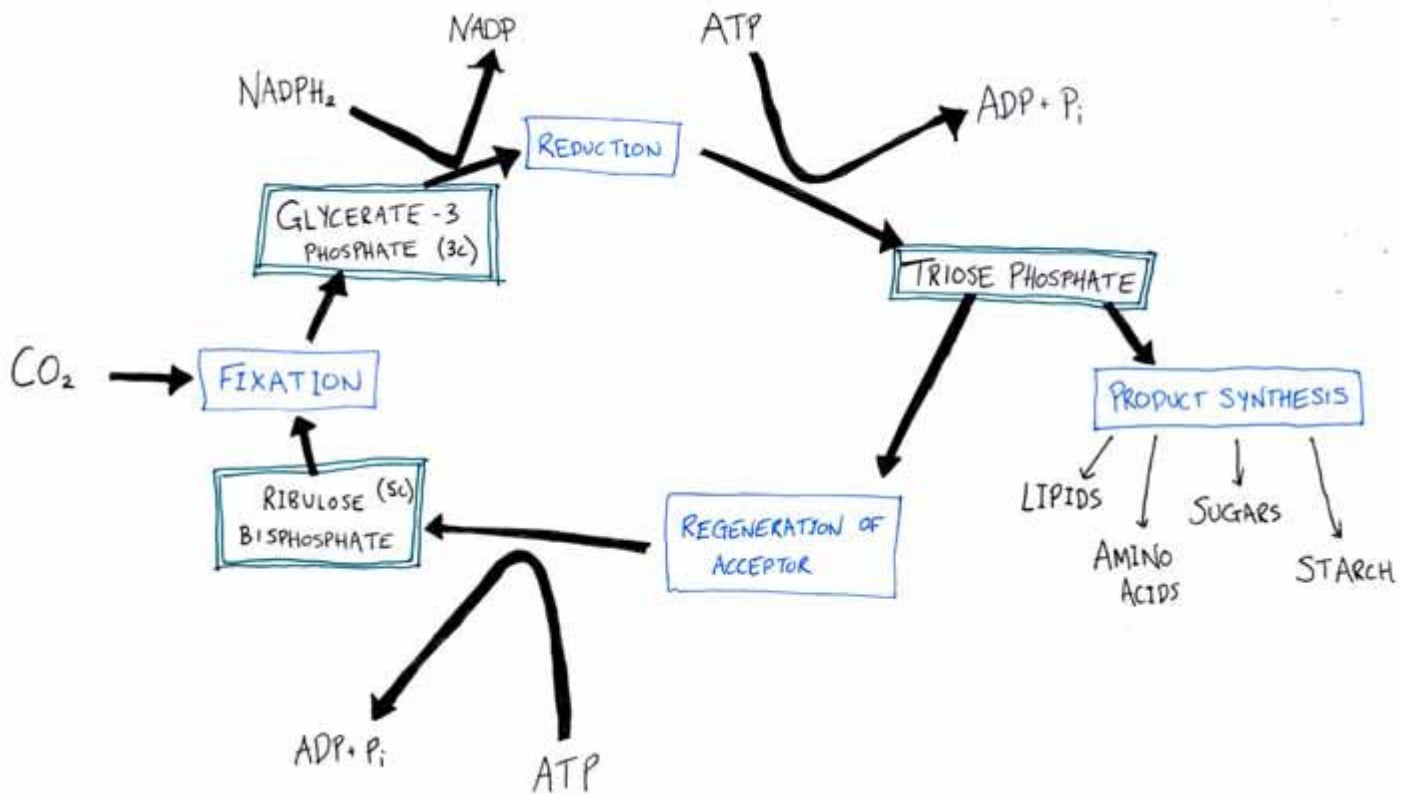 NADP
ATP
NADPH₂
ADP + Pi
REDUCTION
GLYCERATE - 3
PHOSPHATE (3C)
TRIOSE PHOSPHATE
CO₂
FIXATION
PRODUCT SYNTHESIS
RIBULOSE (5C)
BISPHOSPHATE
REGENERATION OF
ACCEPTOR
LIPIDS
AMINO
ACIDS
SUGARS
STARCH
ADP + Pi
ATP